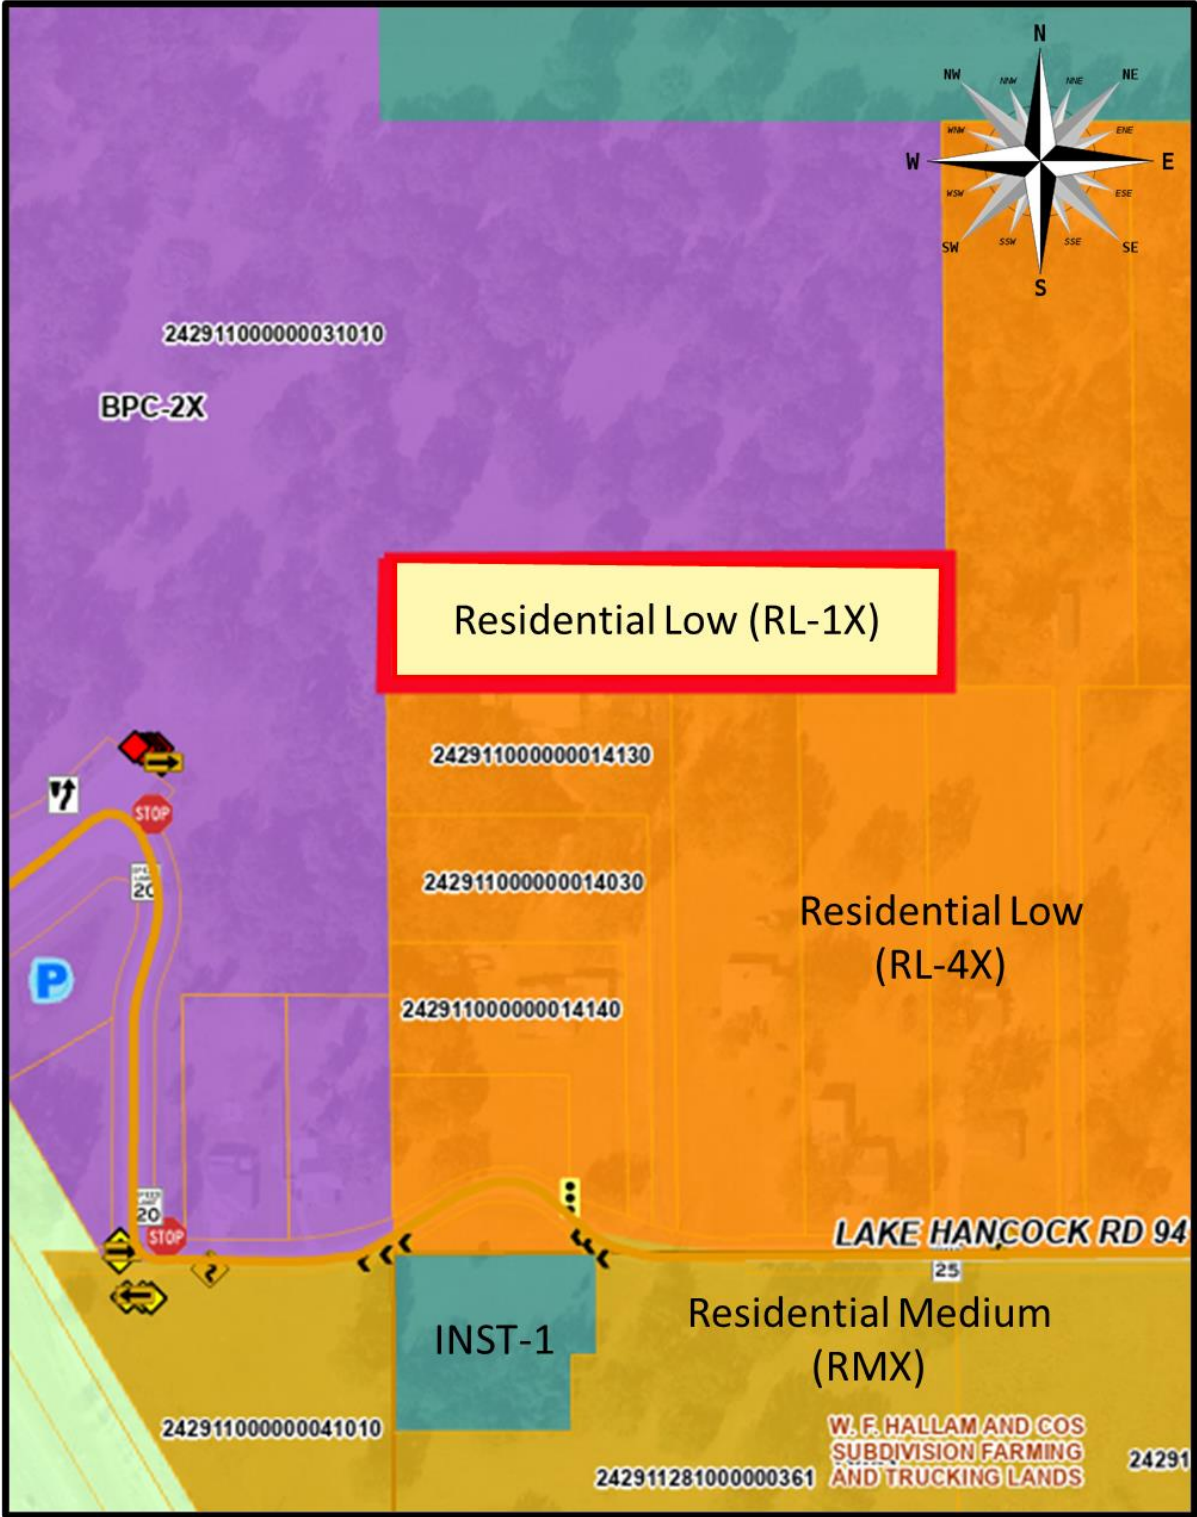 N
NW
NNW
NNE
NE
WNW
ENE
W
E
WSW
ESE
SW
SSW
SSE
SE
S
242911000000031010
BPC-2X
Residential Low (RL-1X)
242911000000014130
STOP
242911000000014030
20
Residential Low
(RL-4X)
P
242911000000014140
20
STOP
LAKE HANCOCK RD 94
25
Residential Medium
(RMX)
INST-1
242911000000041010
W. F. HALLAM AND COS
SUBDIVISION FARMING
AND TRUCKING LANDS
24291
242911281000000361